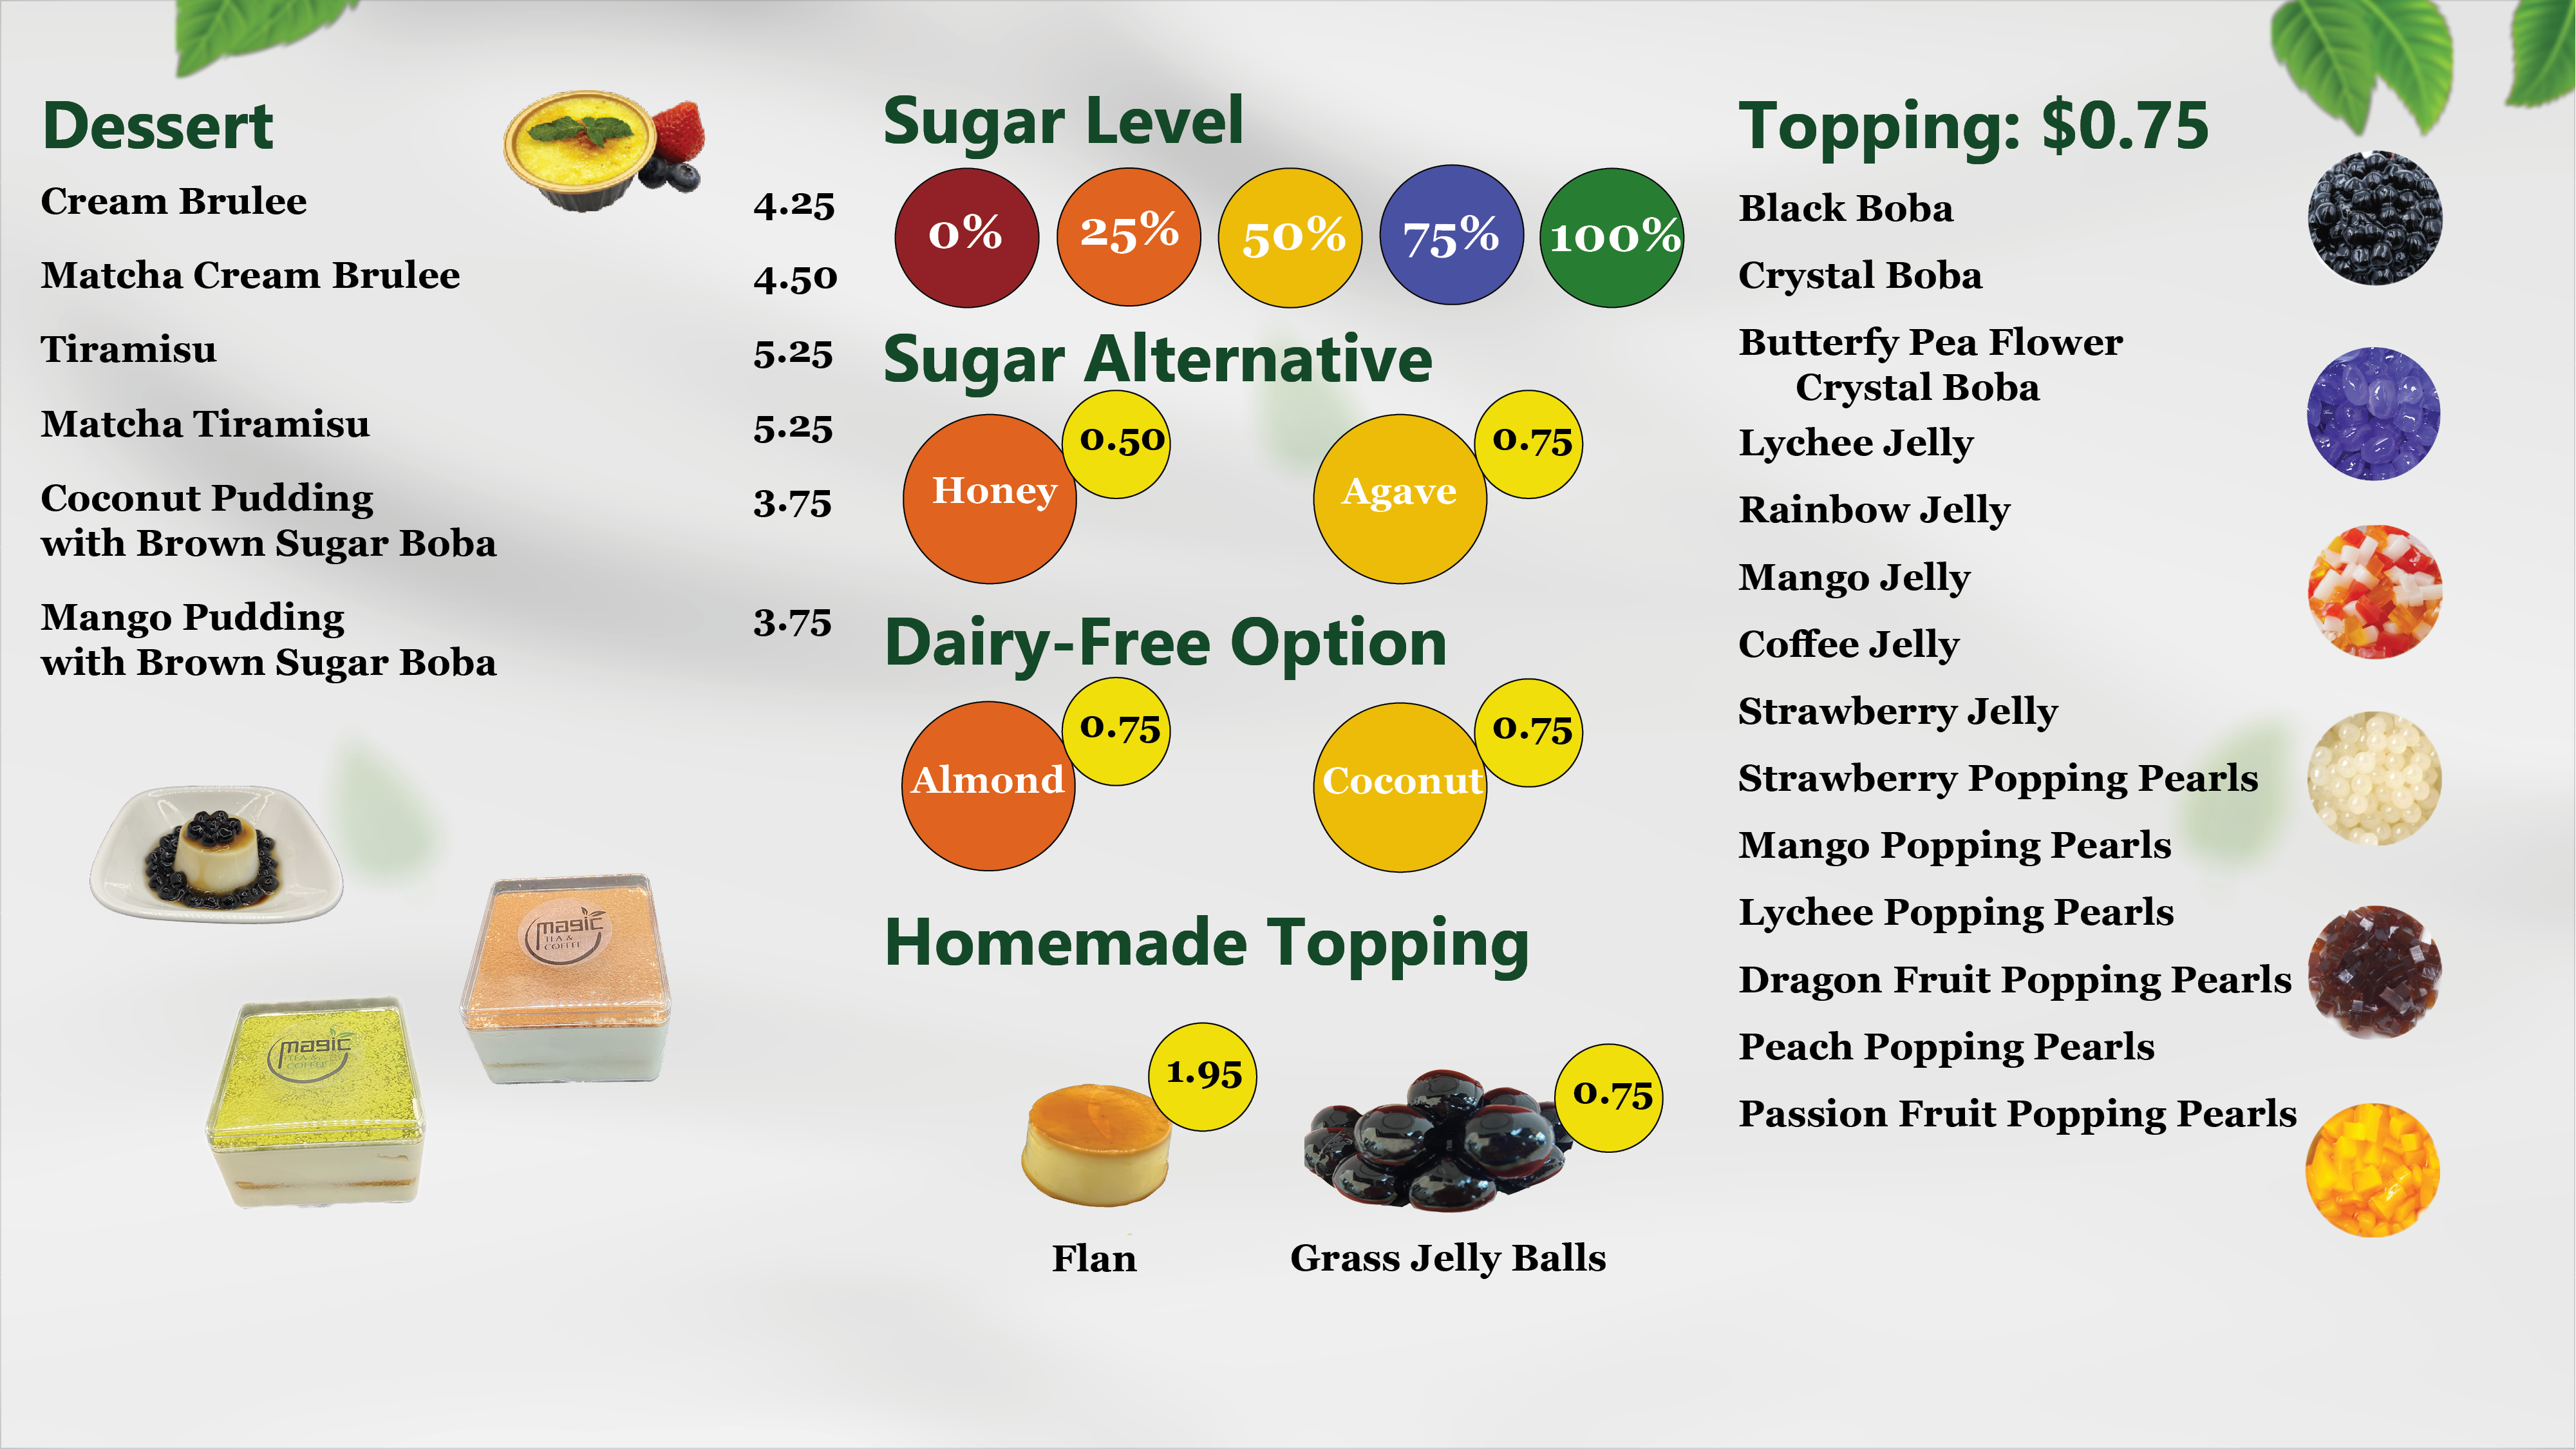 Dessert
Cream Brulee 4.25
Matcha Cream Brulee 4.50
Tiramisu 5.25
Matcha Tiramisu 5.25
Coconut Pudding 3.75
with Brown Sugar Boba
Mango Pudding 3.75
with Brown Sugar Boba
magic
TEA &
COFFEE
magic
TEA &
COFFEE
Sugar Level
0% 25% 50% 75% 100%
Sugar Alternative
0.50 0.75
Honey Agave
Dairy-Free Option
0.75 0.75
Almond Coconut
Homemade Topping
1.95 0.75
Flan Grass Jelly Balls
Topping: $0.75
Black Boba
Crystal Boba
Butterfy Pea Flower
Crystal Boba
Lychee Jelly
Rainbow Jelly
Mango Jelly
Coffee Jelly
Strawberry Jelly
Strawberry Popping Pearls
Mango Popping Pearls
Lychee Popping Pearls
Dragon Fruit Popping Pearls
Peach Popping Pearls
Passion Fruit Popping Pearls